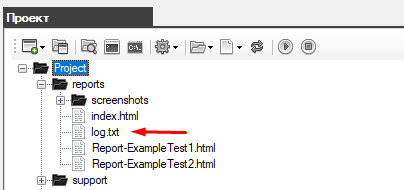 Проект
Project
reports
screenshots
index.html
log.txt
Report-ExampleTest1.html
Report-ExampleTest2.html
support